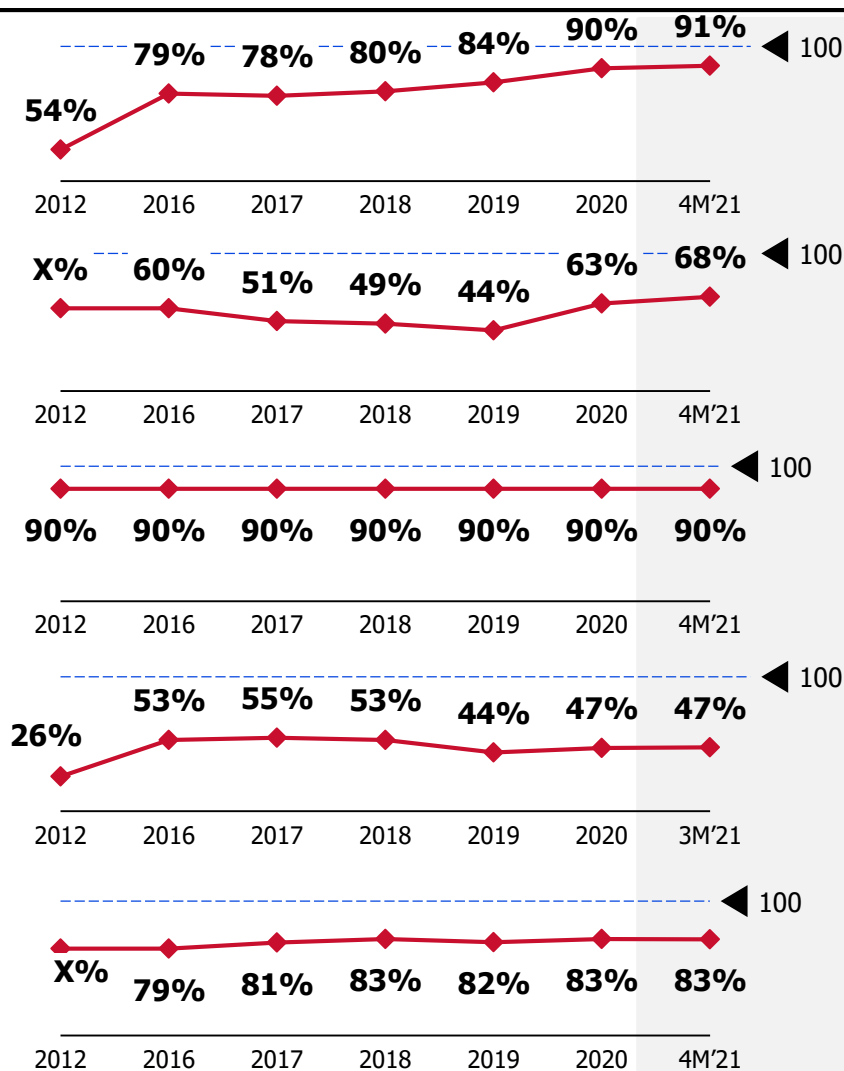 54% 79% 78% 80% 84% 90% 91% 100
2012 2016 2017 2018 2019 2020 4M’21
X% 60% 51% 49% 44% 63% 68% 100
2012 2016 2017 2018 2019 2020 4M’21
100
90% 90% 90% 90% 90% 90% 90%
2012 2016 2017 2018 2019 2020 4M’21
100
26% 53% 55% 53% 44% 47% 47%
2012 2016 2017 2018 2019 2020 3M’21
100
X% 79% 81% 83% 82% 83% 83%
2012 2016 2017 2018 2019 2020 4M’21